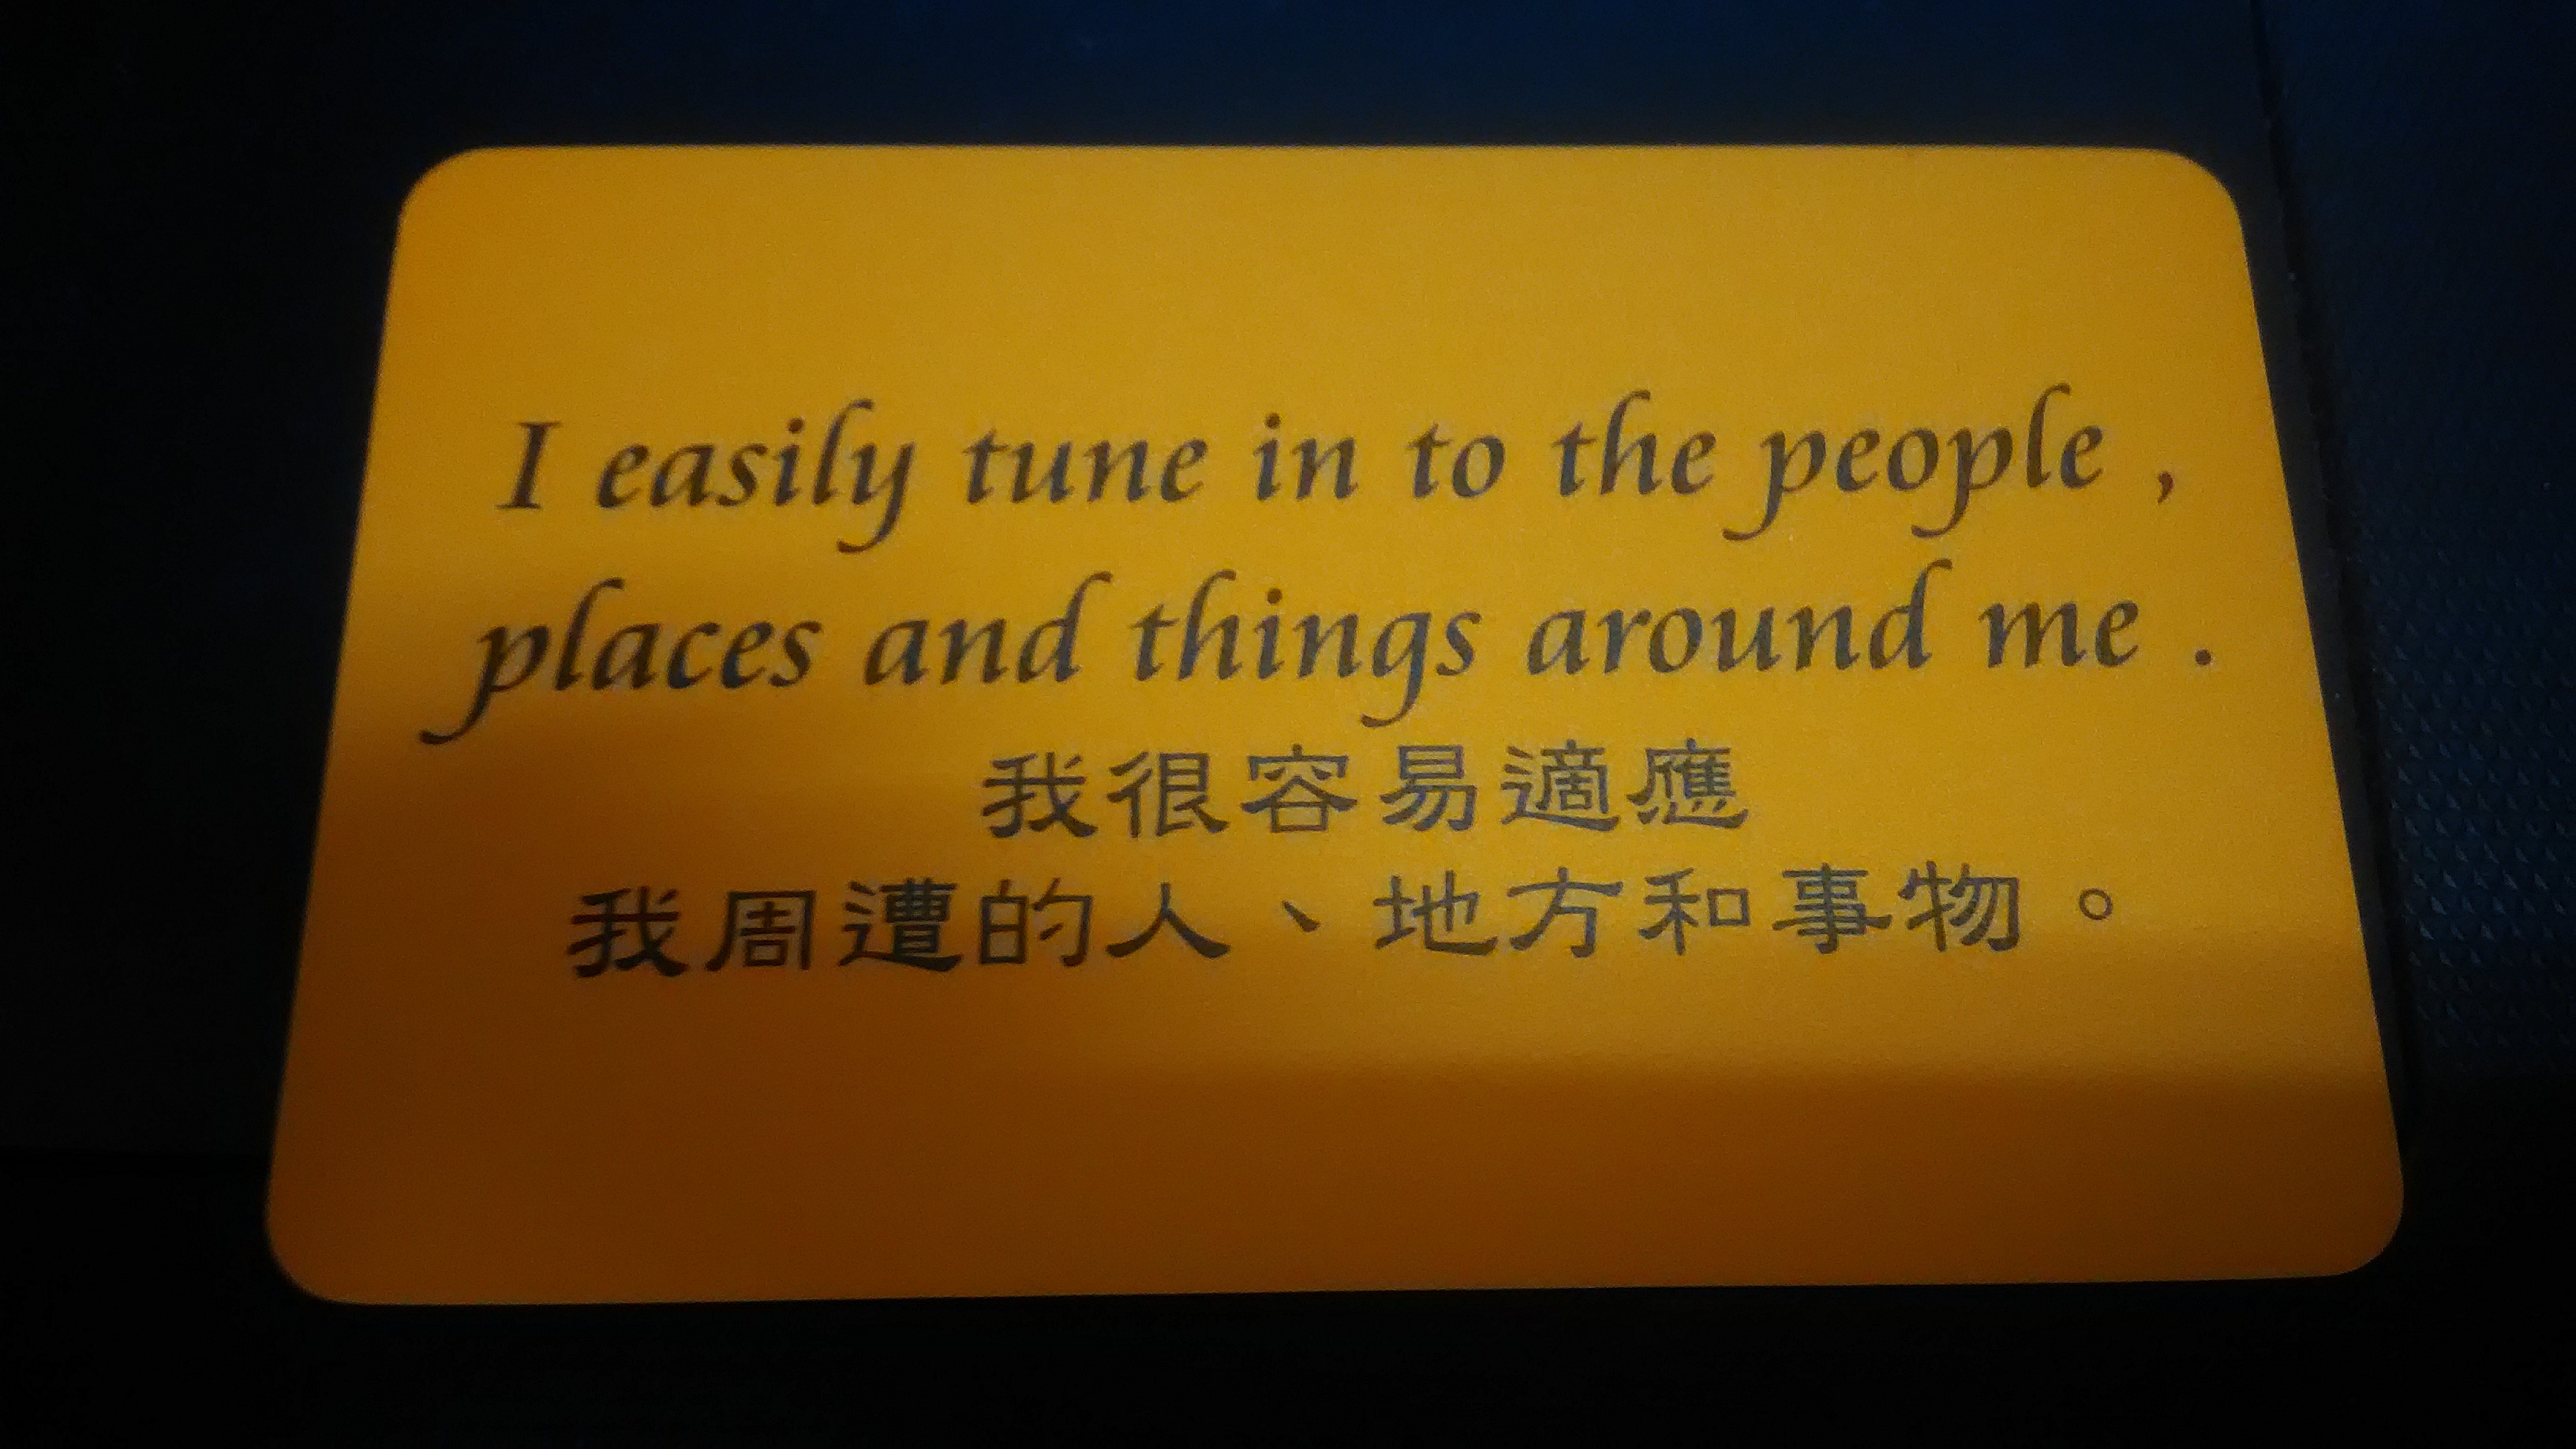 I easily tune in to the people ,
places and things around me .
我很容易適應
我周遭的人、地方和事物。